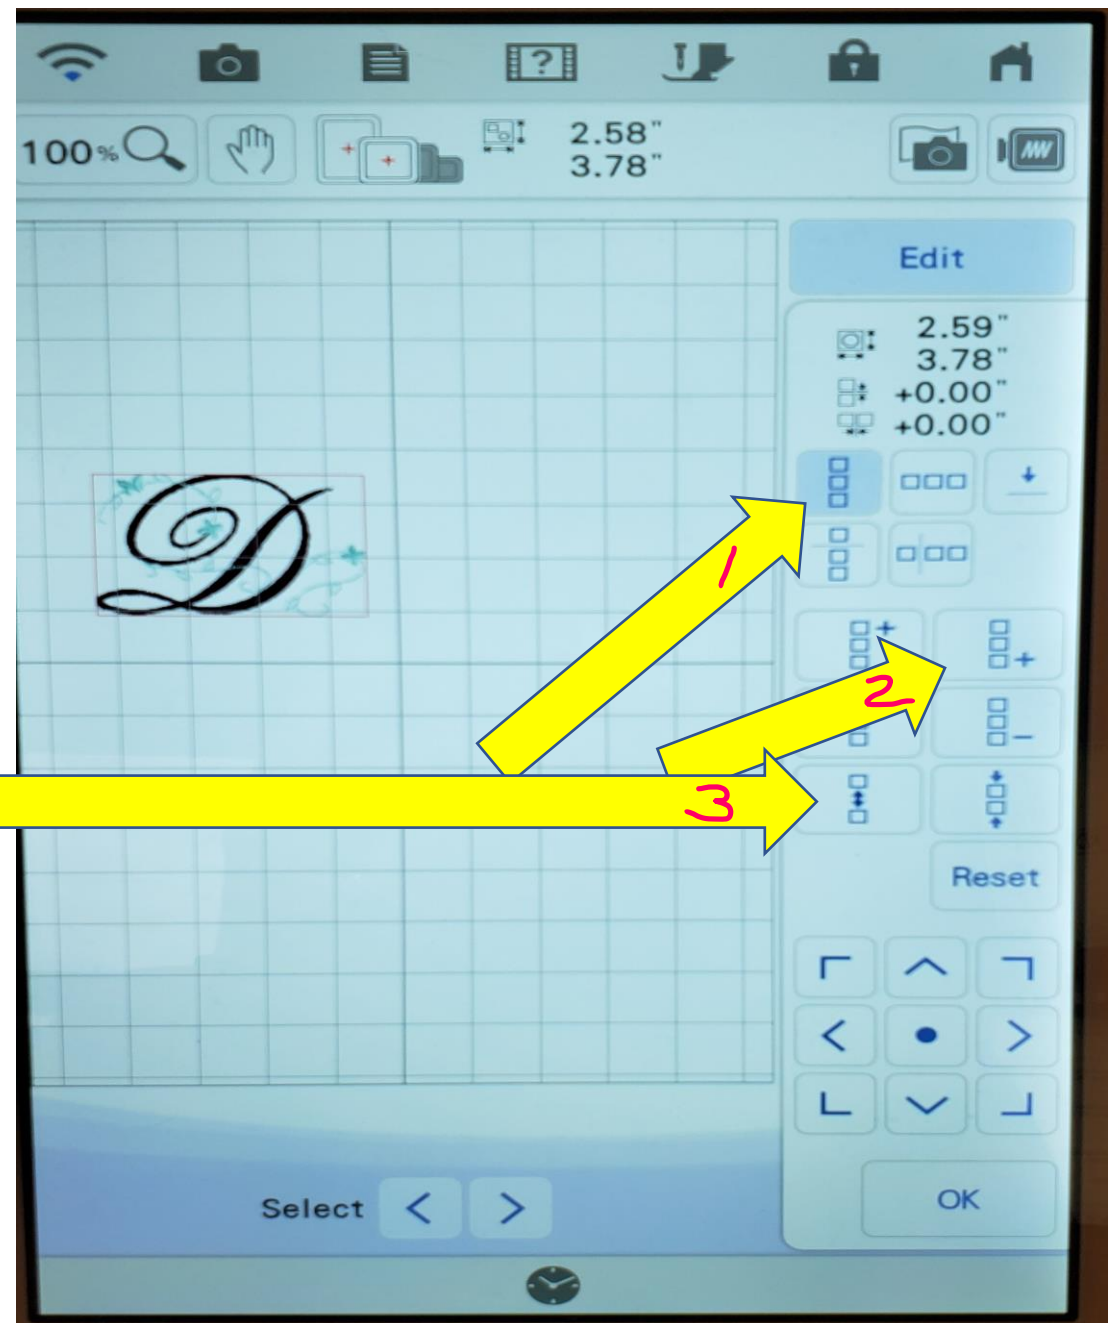 ?
100%
2.58"
3.78"
Edit
2.59"
3.78"
+0.00"
+0.00"
D
1
2
3
Reset
Select < >
OK